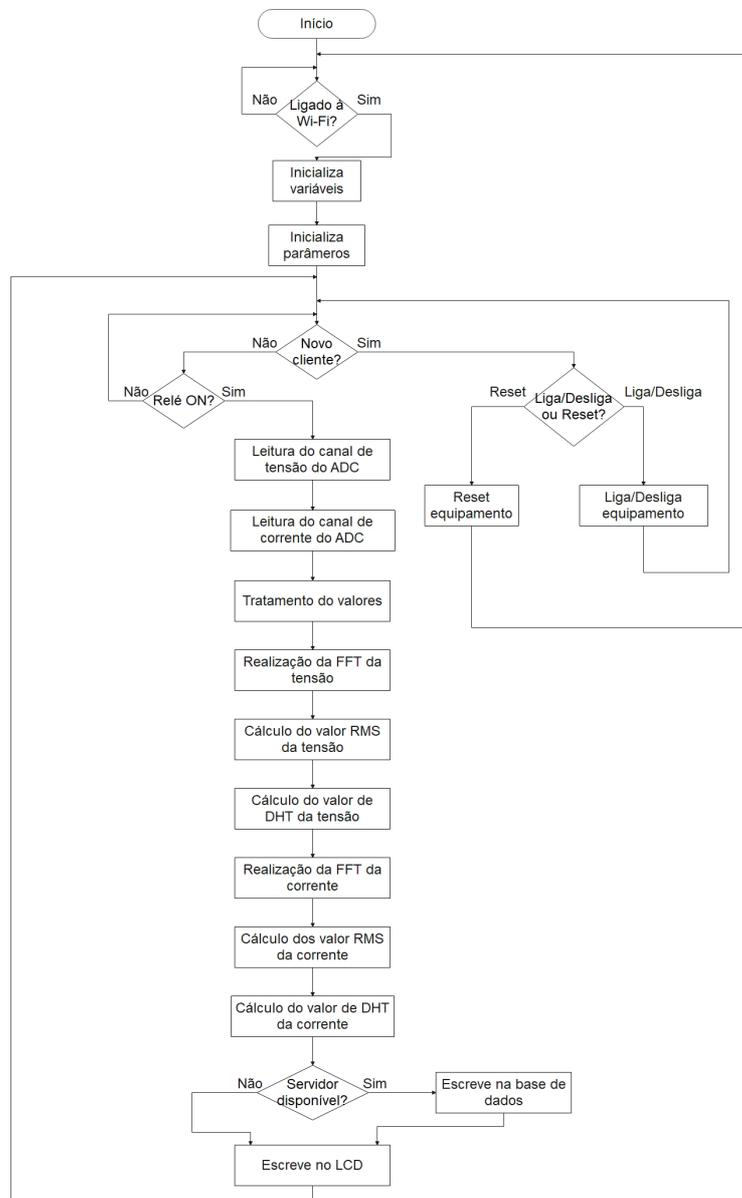 Início
Não
Ligado à
Wi-Fi?
Sim
Inicializa
variáveis
Inicializa
parâmeros
Não
Novo
cliente?
Sim
Não
Relé ON?
Sim
Reset
Liga/Desliga
ou Reset?
Liga/Desliga
Leitura do canal de
tensão do ADC
Reset
equipamento
Liga/Desliga
equipamento
Leitura do canal de
corrente do ADC
Tratamento do valores
Realização da FFT da
tensão
Cálculo do valor RMS
da tensão
Cálculo do valor de
DHT da tensão
Realização da FFT da
corrente
Cálculo dos valor RMS
da corrente
Cálculo do valor de DHT
da corrente
Não
Servidor
disponível?
Sim
Escreve na base de
dados
Escreve no LCD